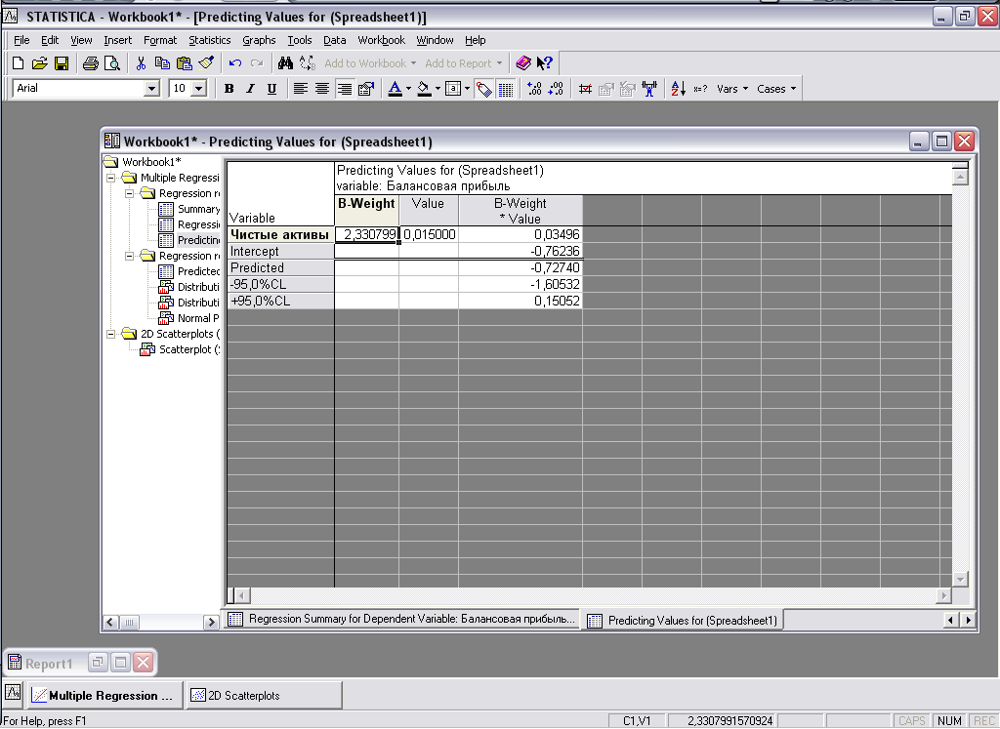 STATISTICA - Workbook1* - [Predicting Values for (Spreadsheet1)]
File Edit View Insert Format Statistics Graphs Tools Data Workbook Window Help
Add to Workbook Add to Report
Arial 10 B I U Vars Cases
Workbook1* - Predicting Values for (Spreadsheet1)
Workbook1*
Multiple Regressi
Regression r
Summary
Regressi
Predictin
Regression r
Predicted
Distributi
Distributi
Normal P
2D Scatterplots (
Scatterplot (
Predicting Values for (Spreadsheet1)
variable: Балансовая прибыль
Variable B-Weight Value B-Weight
* Value
Чистые активы 2,330799 0,015000 0,03496
Intercept -0,76236
Predicted -0,72740
-95,0%CL -1,60532
+95,0%CL 0,15052
Regression Summary for Dependent Variable: Балансовая прибыль... Predicting Values for (Spreadsheet1)
Report1
Multiple Regression ... 2D Scatterplots
For Help, press F1 C1,V1 2,3307991570924 CAPS NUM REC